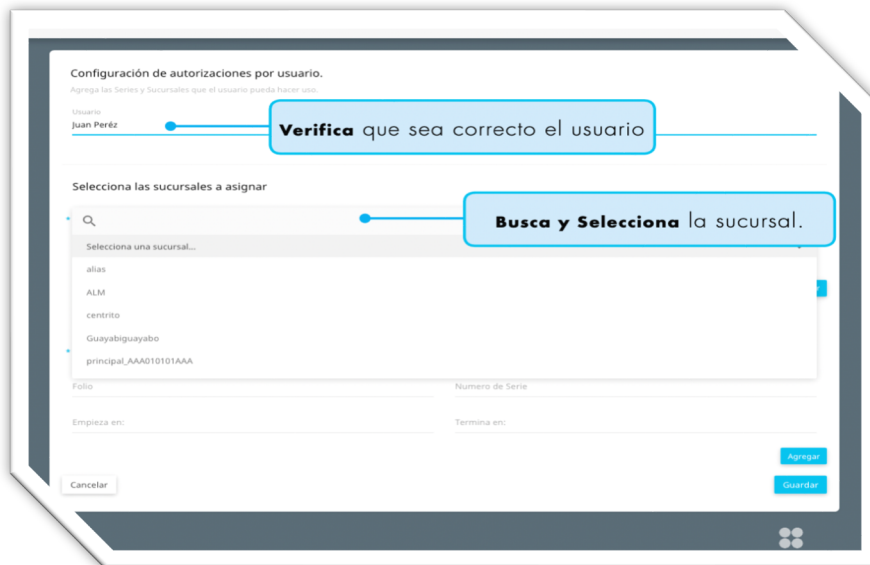 Configuración de autorizaciones por usuario.
Agrega las Series y Sucursales que el usuario pueda hacer uso.
Usuario
Juan Peréz
Verifica que sea correcto el usuario
Selecciona las sucursales a asignar
Busca y Selecciona la sucursal.
Selecciona una sucursal...
alias
ALM
centrito
Guayabiguayabo
principal_AAA010101AAA
Folio
Numero de Serie
Empieza en:
Termina en:
Agregar
Cancelar
Guardar